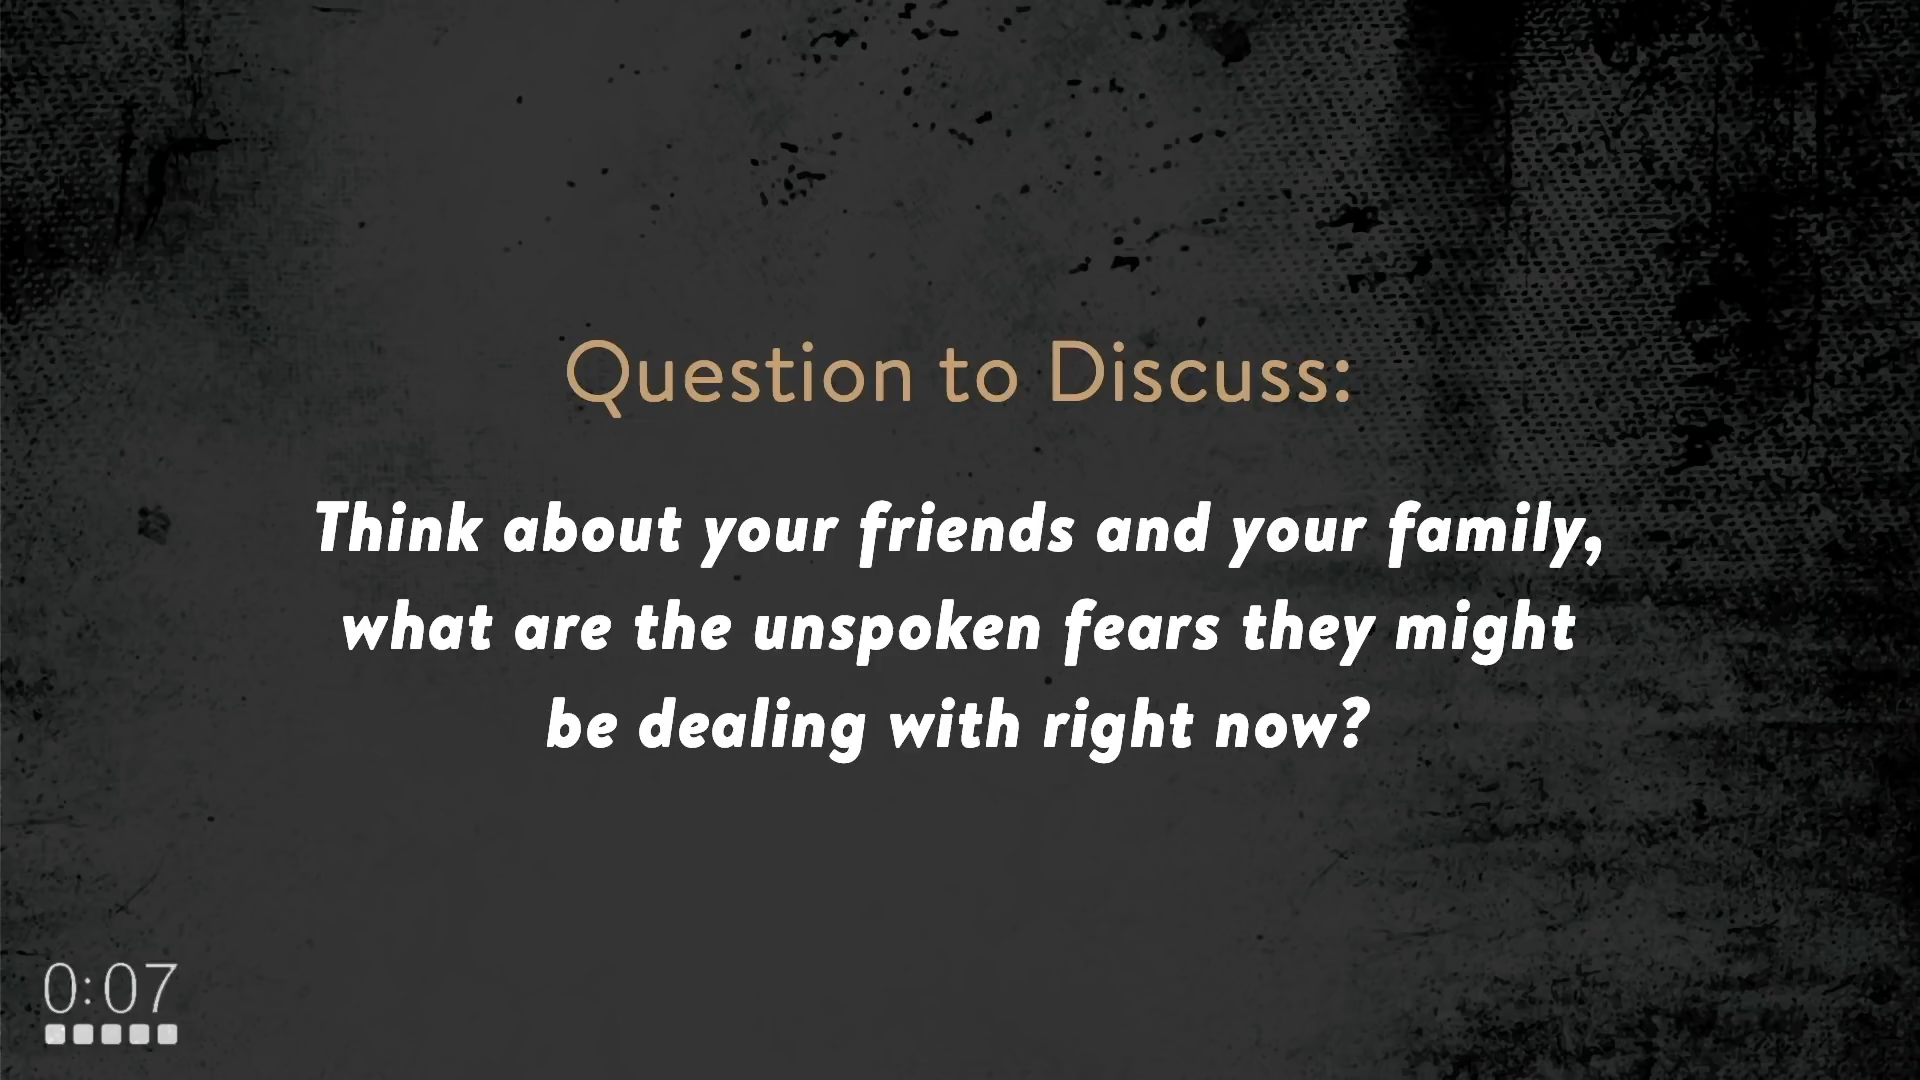 Question to Discuss:
Think about your friends and your family,
what are the unspoken fears they might
be dealing with right now?
0:07